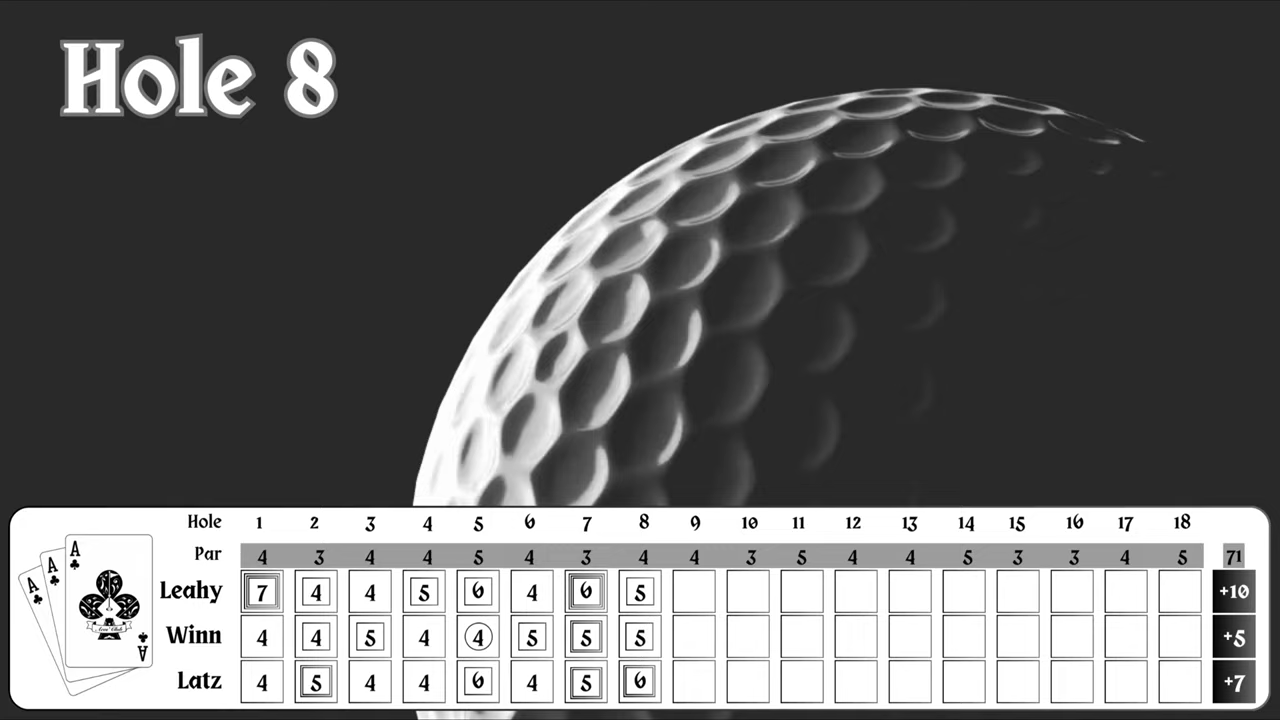 Hole 8
Hole 1 2 3 4 5 6 7 8 9 10 11 12 13 14 15 16 17 18
Par 4 3 4 4 5 4 3 4 4 3 5 4 4 5 3 3 4 5 71
Leahy 7 4 4 5 6 4 6 5 +10
Winn 4 4 5 4 4 5 5 5 +5
Latz 4 5 4 4 6 4 5 6 +7
A
A
A
A